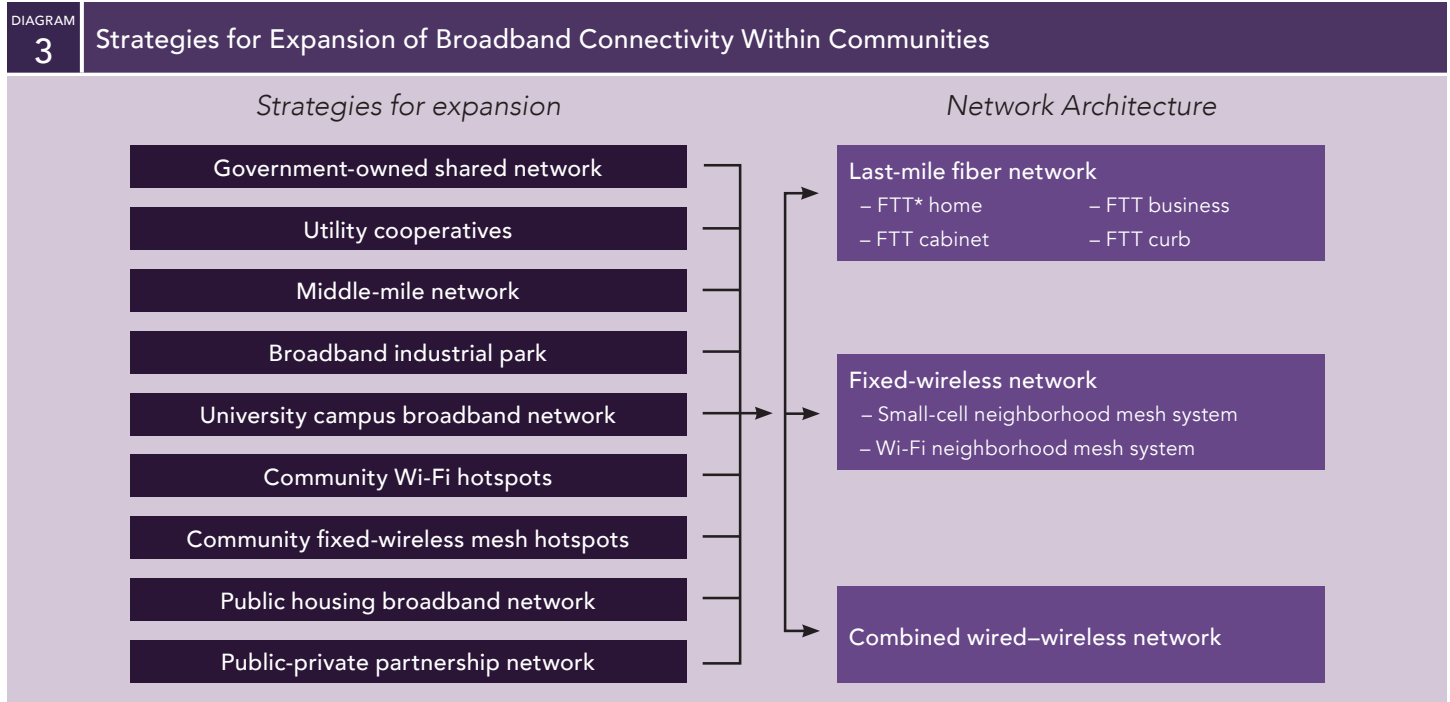 DIAGRAM
3
Strategies for Expansion of Broadband Connectivity Within Communities
Strategies for expansion
Government-owned shared network
Utility cooperatives
Middle-mile network
Broadband industrial park
University campus broadband network
Community Wi-Fi hotspots
Community fixed-wireless mesh hotspots
Public housing broadband network
Public-private partnership network
Network Architecture
Last-mile fiber network
– FTT* home – FTT business
– FTT cabinet – FTT curb
Fixed-wireless network
– Small-cell neighborhood mesh system
– Wi-Fi neighborhood mesh system
Combined wired–wireless network